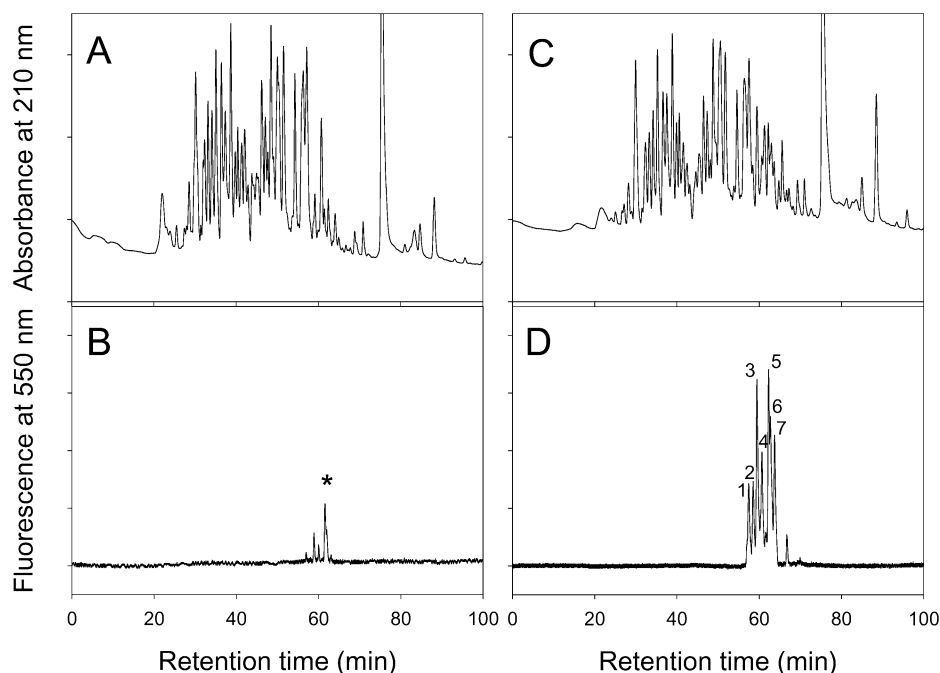 A
C
Absorbance at 210 nm
B
D
Fluorescence at 550 nm
*
1
2
3
4
5
6
7
0 20 40 60 80 100 0 20 40 60 80 100
Retention time (min) Retention time (min)